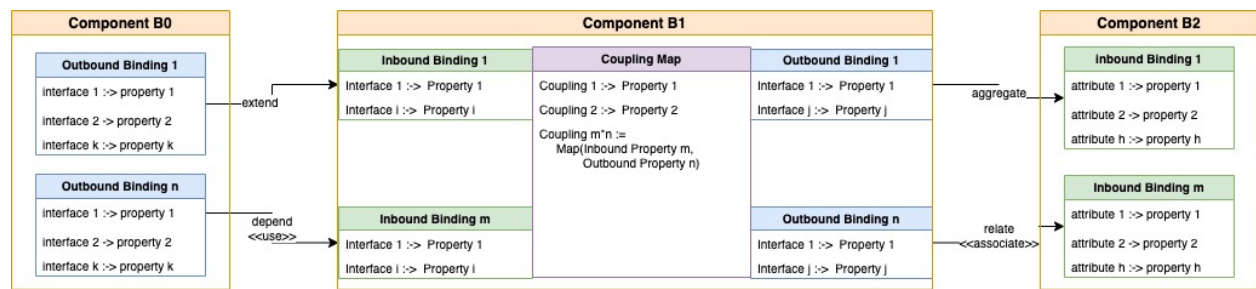 Component B0
Outbound Binding 1
interface 1 :-> property 1
interface 2 -> property 2
interface k :-> property k
Outbound Binding n
interface 1 :-> property 1
interface 2 -> property 2
interface k :-> property k
extend
depend
<<use>>
Component B1
Inbound Binding 1
Interface 1 :-> Property 1
Interface i :-> Property i
Inbound Binding m
Interface 1 :-> Property 1
Interface i :-> Property i
Coupling Map
Coupling 1 :-> Property 1
Coupling 2 :-> Property 2
Coupling m*n :=
Map(Inbound Property m,
Outbound Property n)
Outbound Binding 1
Interface 1 :-> Property 1
Interface j :-> Property j
Outbound Binding n
Interface 1 :-> Property 1
Interface j :-> Property j
aggregate
relate
<<associate>>
Component B2
Inbound Binding 1
attribute 1 :-> property 1
attribute 2 -> property 2
attribute h :-> property h
Inbound Binding m
attribute 1 :-> property 1
attribute 2 -> property 2
attribute h :-> property h